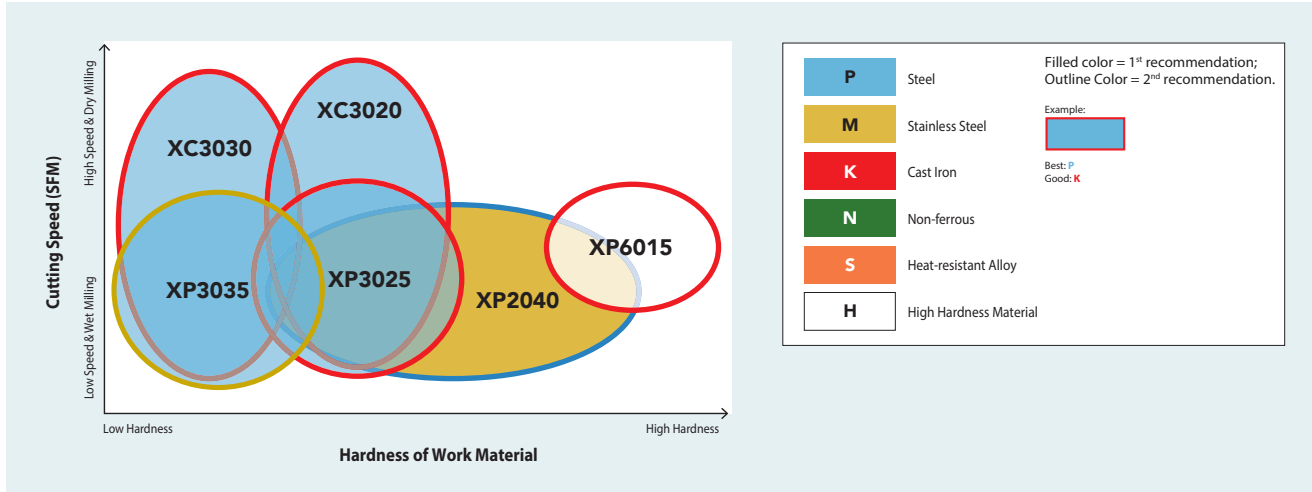 High Speed & Dry Milling
Low Speed & Wet Milling
Cutting Speed (SFM)
XC3030
XC3020
XP3035
XP3025
XP2040
XP6015
Low Hardness
High Hardness
Hardness of Work Material
P Steel
M Stainless Steel
K Cast Iron
N Non-ferrous
S Heat-resistant Alloy
H High Hardness Material
Filled color = 1st recommendation;
Outline Color = 2nd recommendation.
Example:
Best: P
Good: K